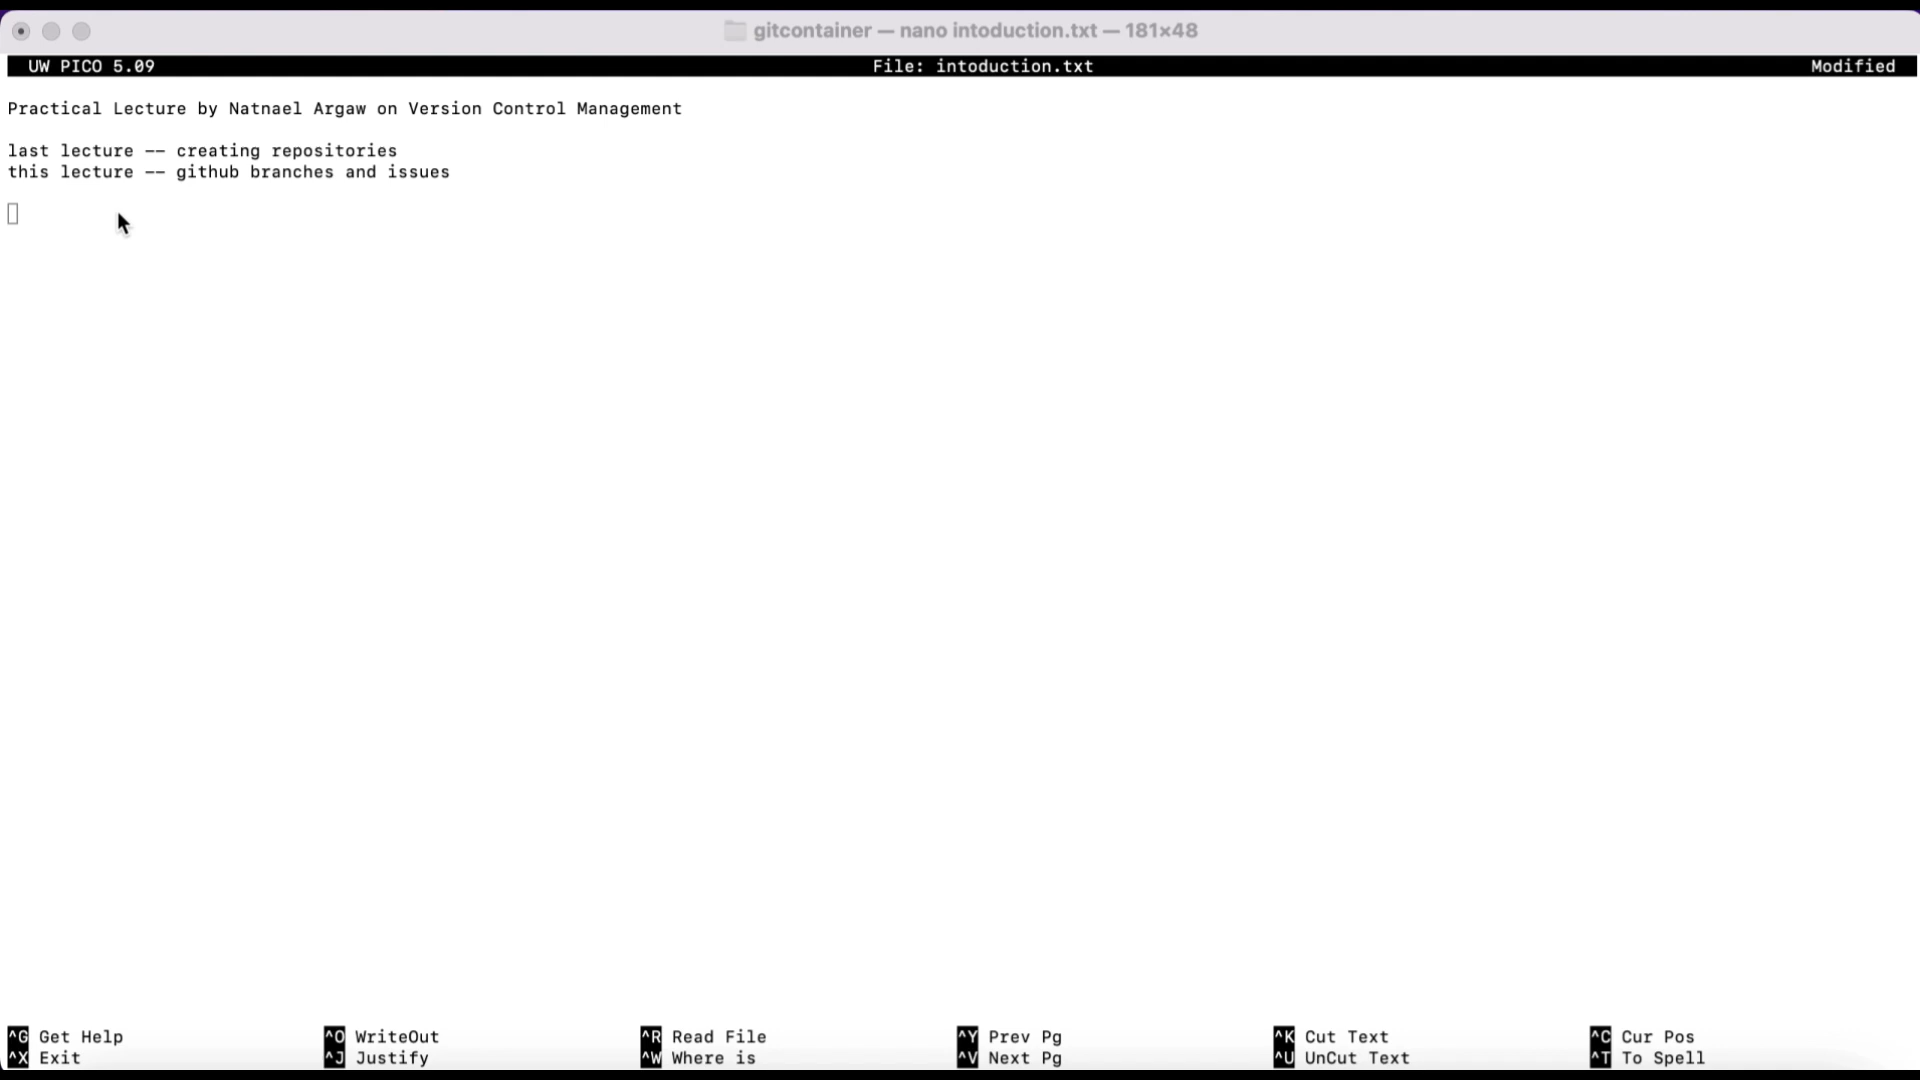 gitcontainer — nano intoduction.txt — 181×48
UW PICO 5.09 File: intoduction.txt Modified
Practical Lecture by Natnael Argaw on Version Control Management
last lecture -- creating repositories
this lecture -- github branches and issues
^G Get Help ^O WriteOut ^R Read File ^Y Prev Pg ^K Cut Text ^C Cur Pos
^X Exit ^J Justify ^W Where is ^V Next Pg ^U UnCut Text ^T To Spell